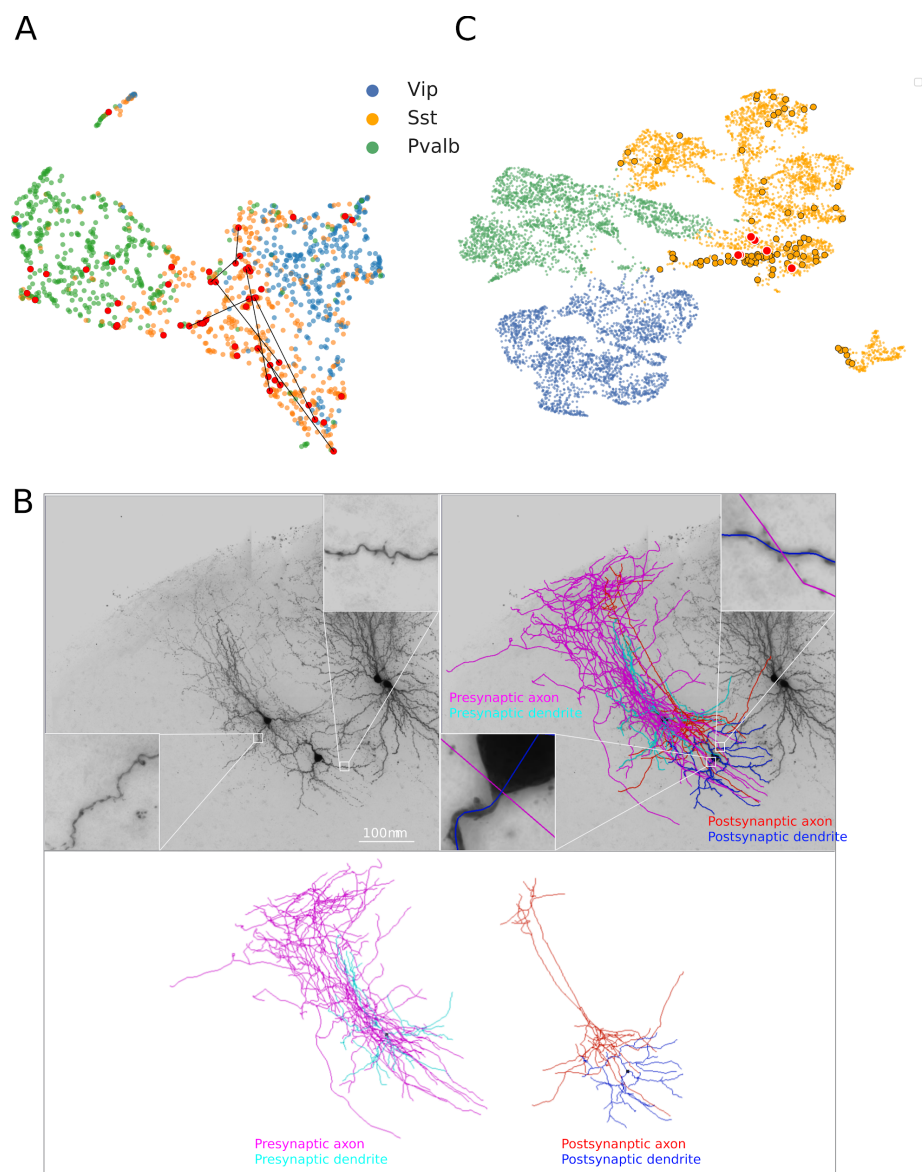 A
C
Vip
Sst
Pvalb
B
Presynaptic axon
Presynaptic dendrite
100mm
Postsynanptic axon
Postsynaptic dendrite
Presynaptic axon
Presynaptic dendrite
Postsynaptic axon
Postsynaptic dendrite